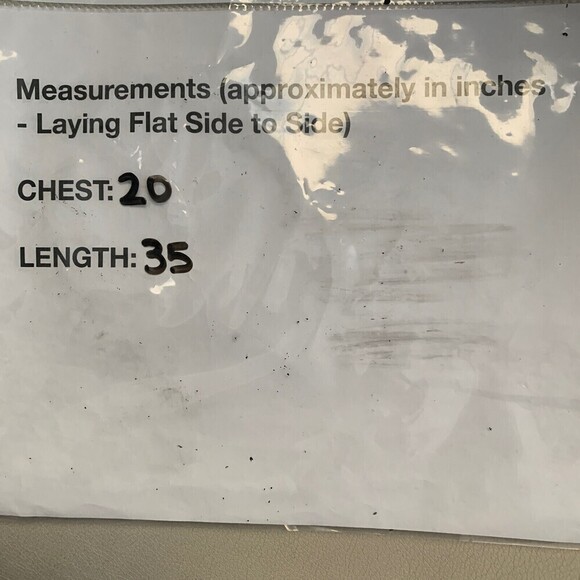 Measurements (approximately in inches
- Laying Flat Side to Side)
CHEST: 20
LENGTH: 35